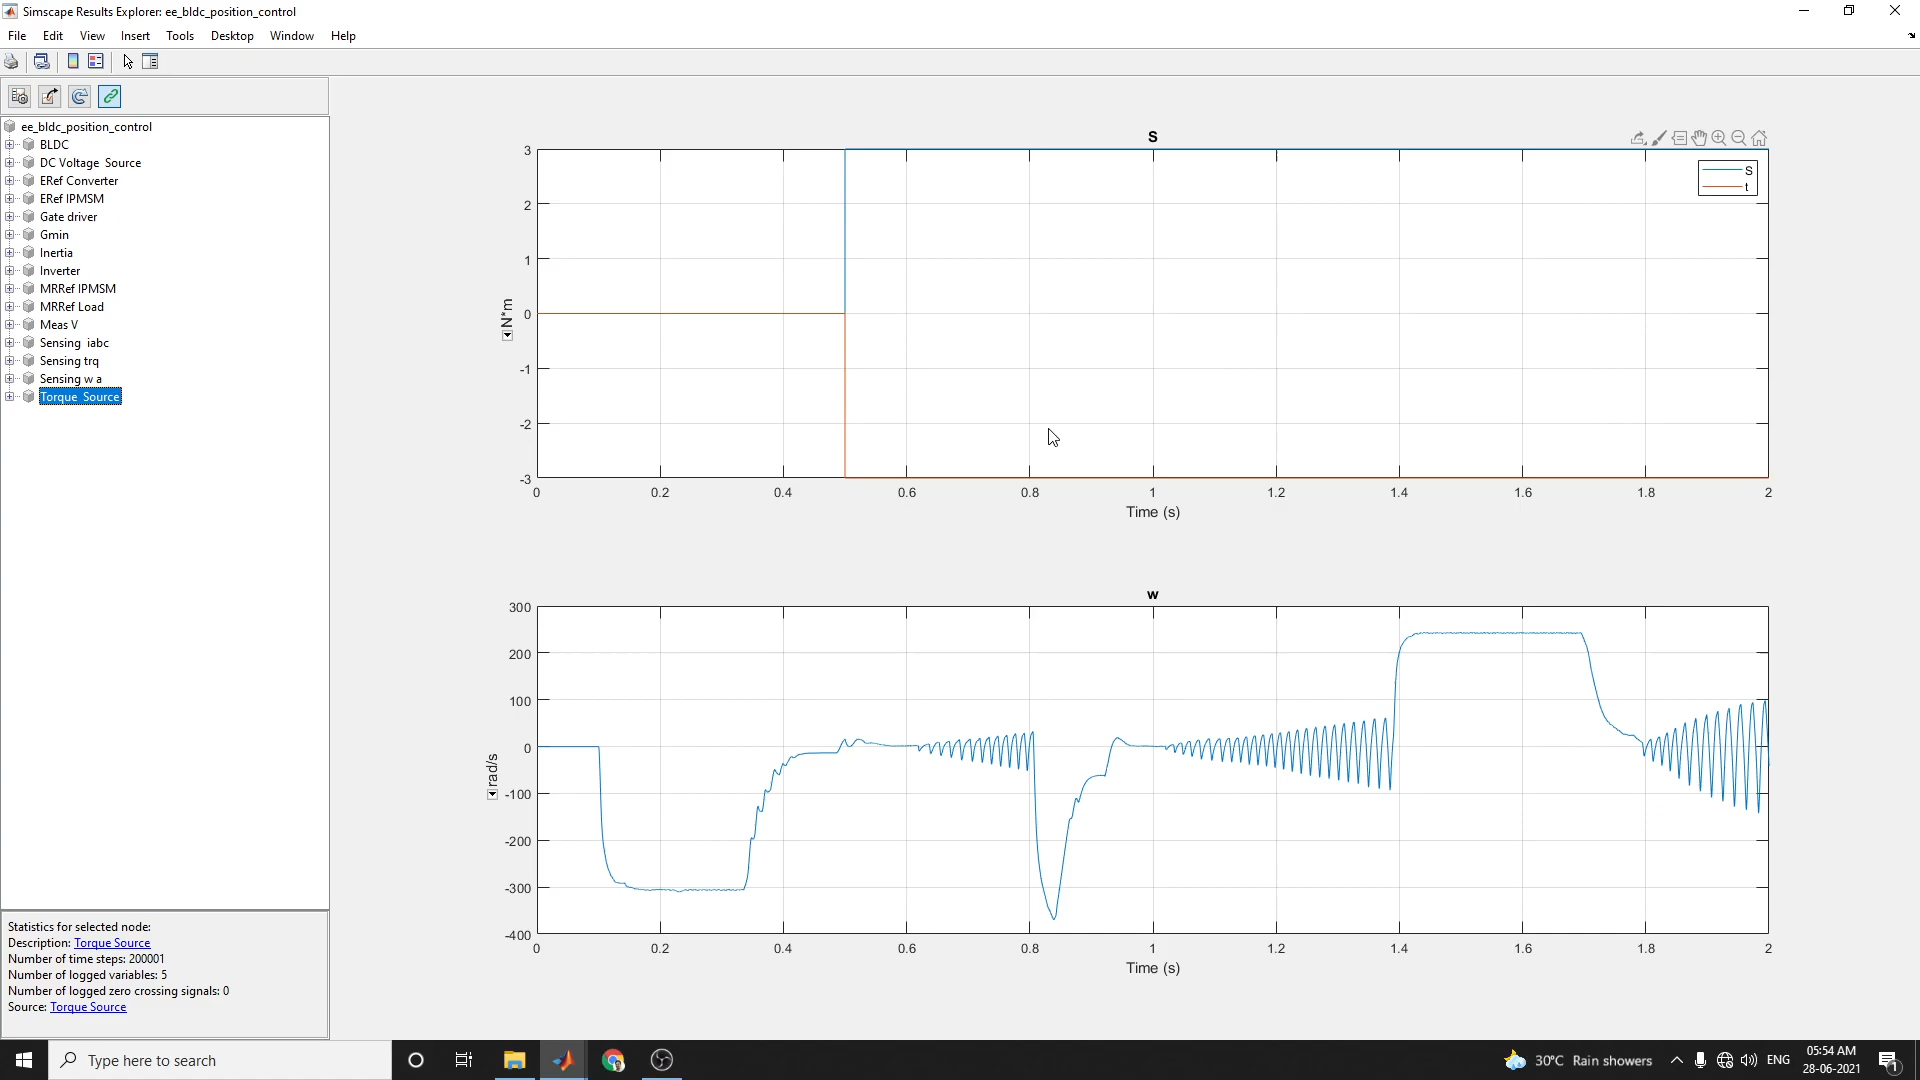 Simscape Results Explorer: ee_bldc_position_control
File Edit View Insert Tools Desktop Window Help
ee_bldc_position_control
BLDC
DC Voltage Source
ERef Converter
ERef IPMSM
Gate driver
Gmin
Inertia
Inverter
MRRef IPMSM
MRRef Load
Meas V
Sensing iabc
Sensing trq
Sensing w a
Torque Source
Statistics for selected node:
Description: Torque Source
Number of time steps: 200001
Number of logged variables: 5
Number of logged zero crossing signals: 0
Source: Torque Source
S
3
2
1
0
-1
-2
-3
N*m
S
t
0 0.2 0.4 0.6 0.8 1 1.2 1.4 1.6 1.8 2
Time (s)
w
300
200
100
0
-100
-200
-300
-400
rad/s
0 0.2 0.4 0.6 0.8 1 1.2 1.4 1.6 1.8 2
Time (s)
Type here to search
30°C Rain showers
ENG
05:54 AM
28-06-2021
1